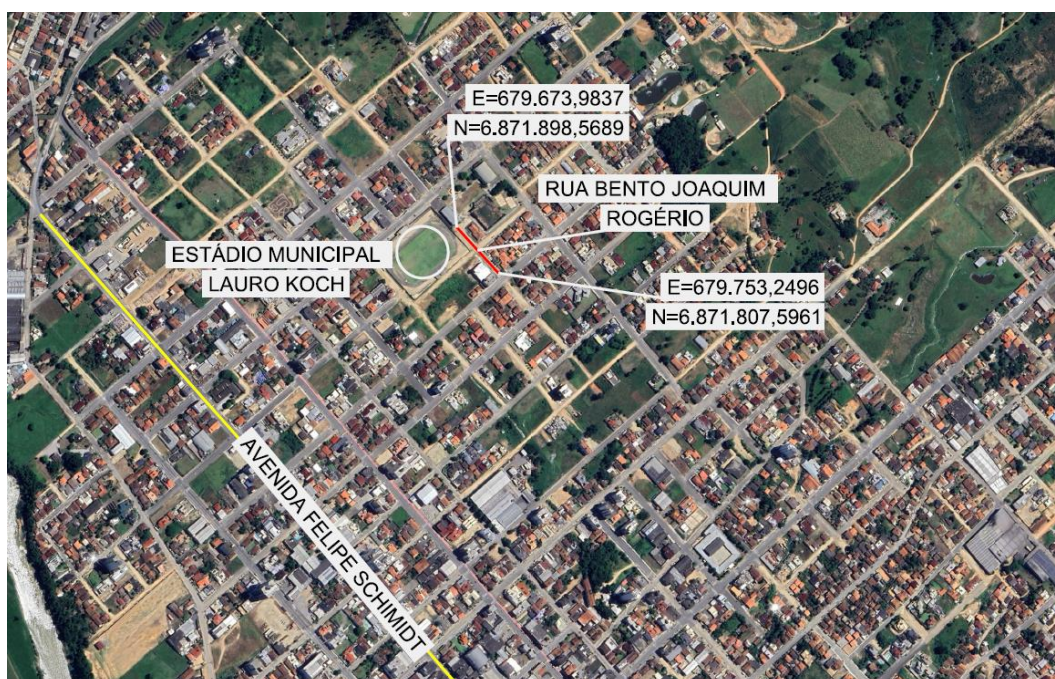 E=679.673,9837
N=6.871.898,5689
RUA BENTO JOAQUIM
ROGÉRIO
ESTÁDIO MUNICIPAL
LAURO KOCH
E=679.753,2496
N=6.871.807,5961
AVENIDA FELIPE SCHIMIDT